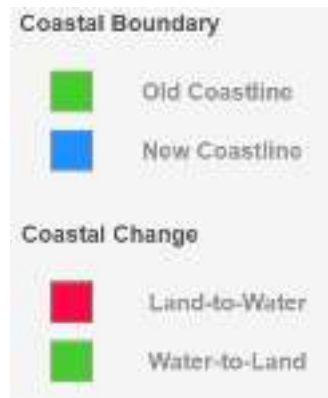 Coastal Boundary
Old Coastline
New Coastline
Coastal Change
Land-to-Water
Water-to-Land